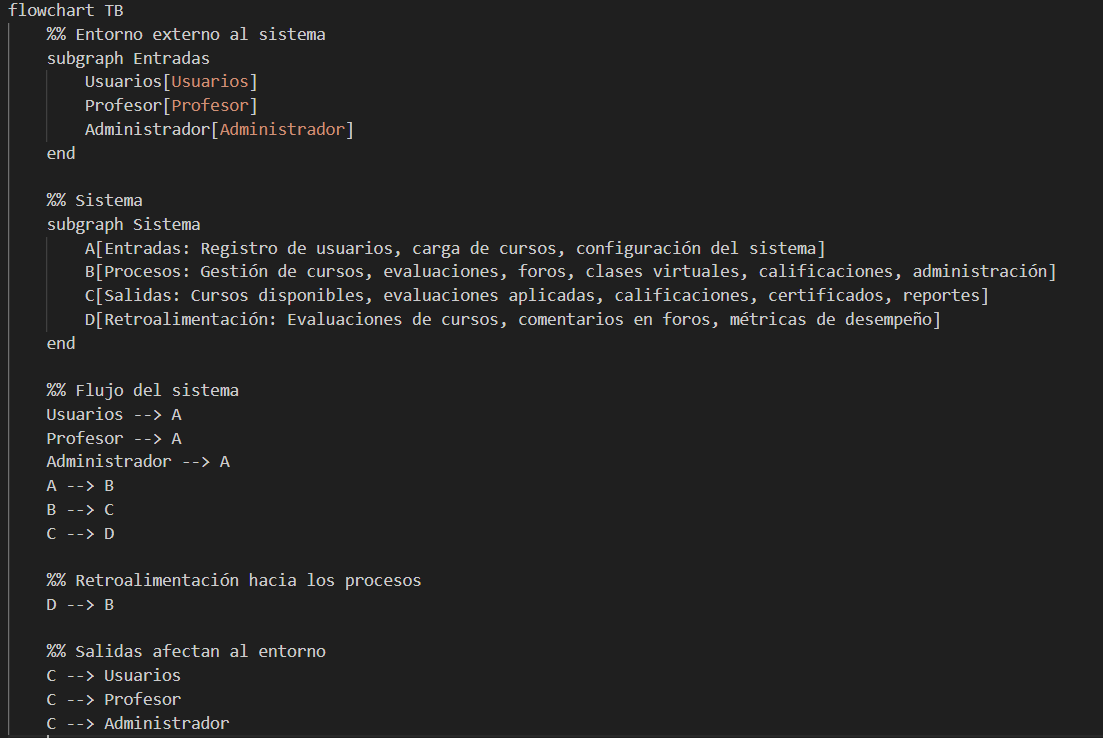 flowchart TB
%% Entorno externo al sistema
subgraph Entradas
Usuarios[Usuarios]
Profesor[Profesor]
Administrador[Administrador]
end
%% Sistema
subgraph Sistema
A[Entradas: Registro de usuarios, carga de cursos, configuración del sistema]
B[Procesos: Gestión de cursos, evaluaciones, foros, clases virtuales, calificaciones, administración]
C[Salidas: Cursos disponibles, evaluaciones aplicadas, calificaciones, certificados, reportes]
D[Retroalimentación: Evaluaciones de cursos, comentarios en foros, métricas de desempeño]
end
%% Flujo del sistema
Usuarios --> A
Profesor --> A
Administrador --> A
A --> B
B --> C
C --> D
%% Retroalimentación hacia los procesos
D --> B
%% Salidas afectan al entorno
C --> Usuarios
C --> Profesor
C --> Administrador